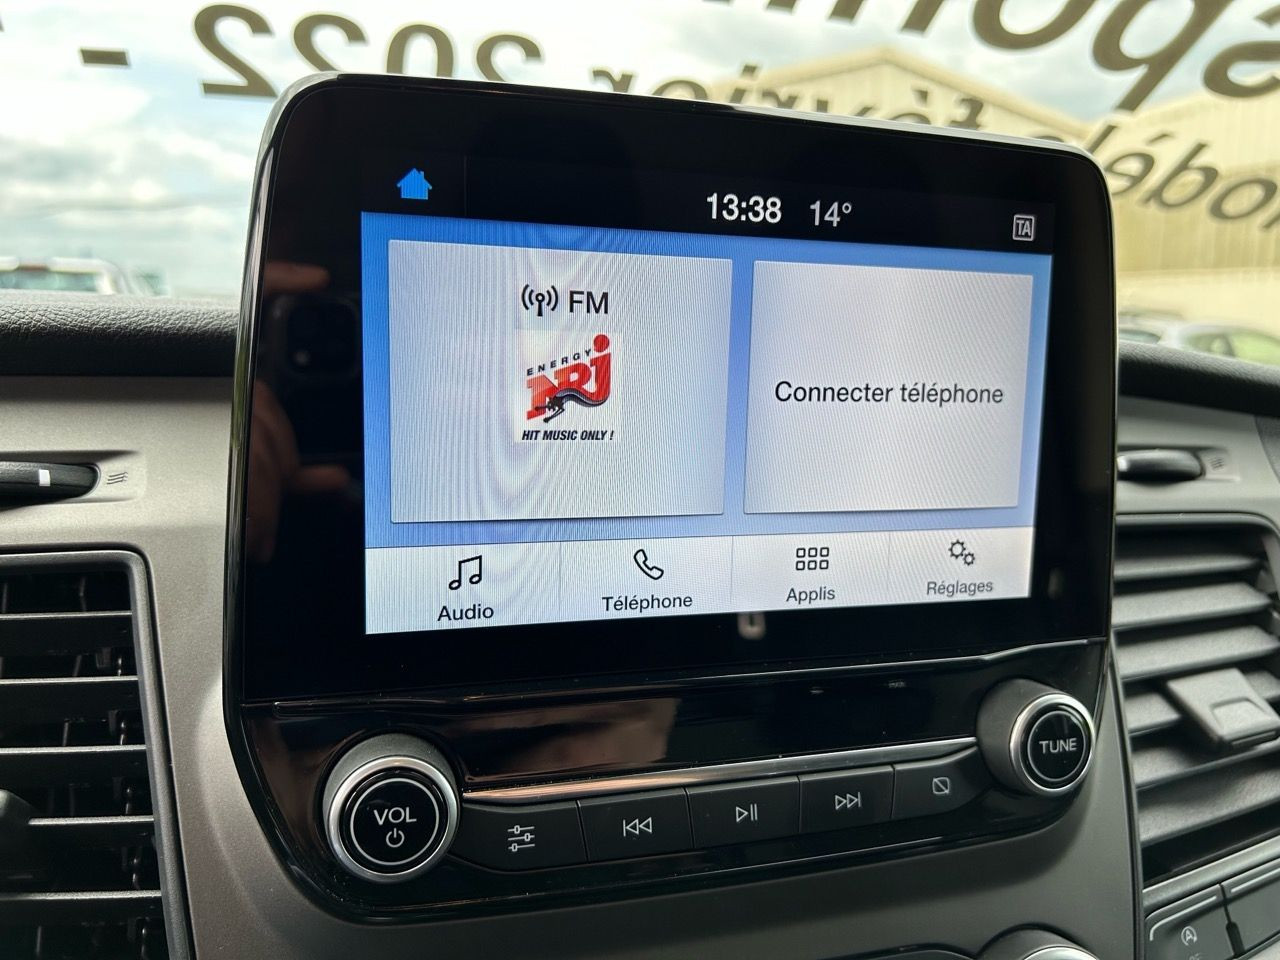 - 2022
13:38 14°
TA
FM
ENERGY
NRJ
HIT MUSIC ONLY !
Connecter téléphone
Audio
Téléphone
Applis
Réglages
VOL
TUNE